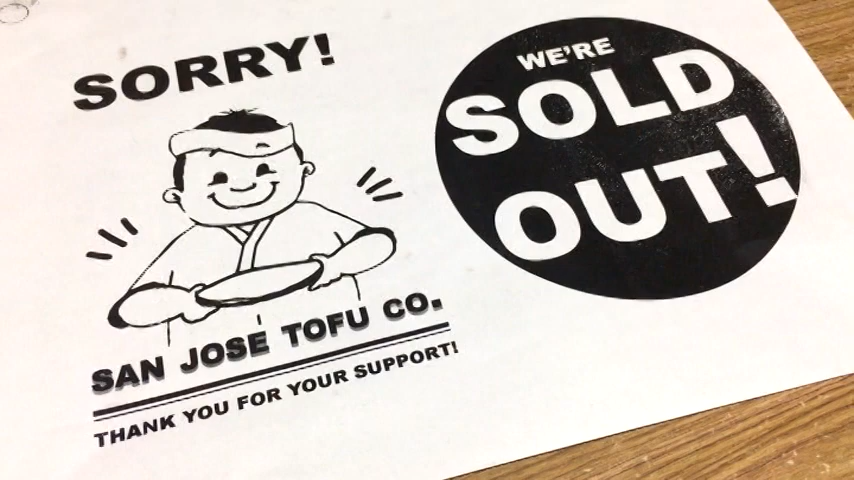 SORRY!
SAN JOSE TOFU CO.
THANK YOU FOR YOUR SUPPORT!
WE'RE
SOLD
OUT!